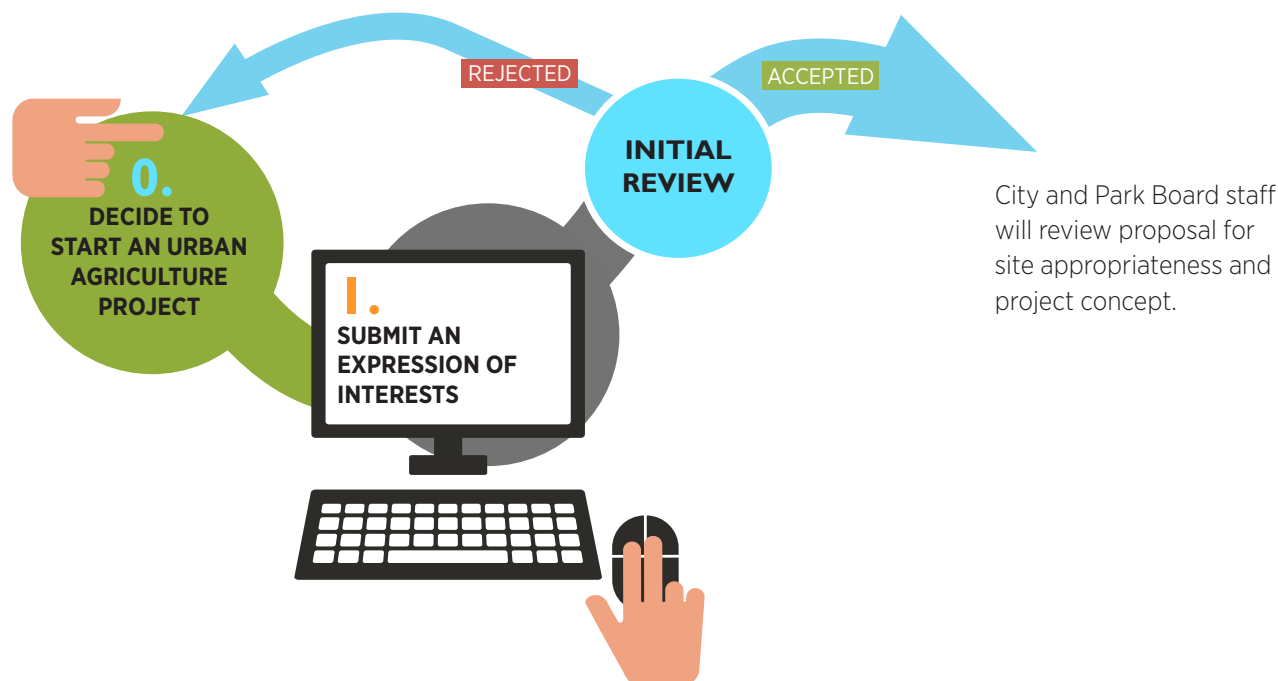 REJECTED
ACCEPTED
INITIAL
REVIEW
0.
DECIDE TO
START AN URBAN
AGRICULTURE
PROJECT
1.
SUBMIT AN
EXPRESSION OF
INTERESTS
City and Park Board staff
will review proposal for
site appropriateness and
project concept.